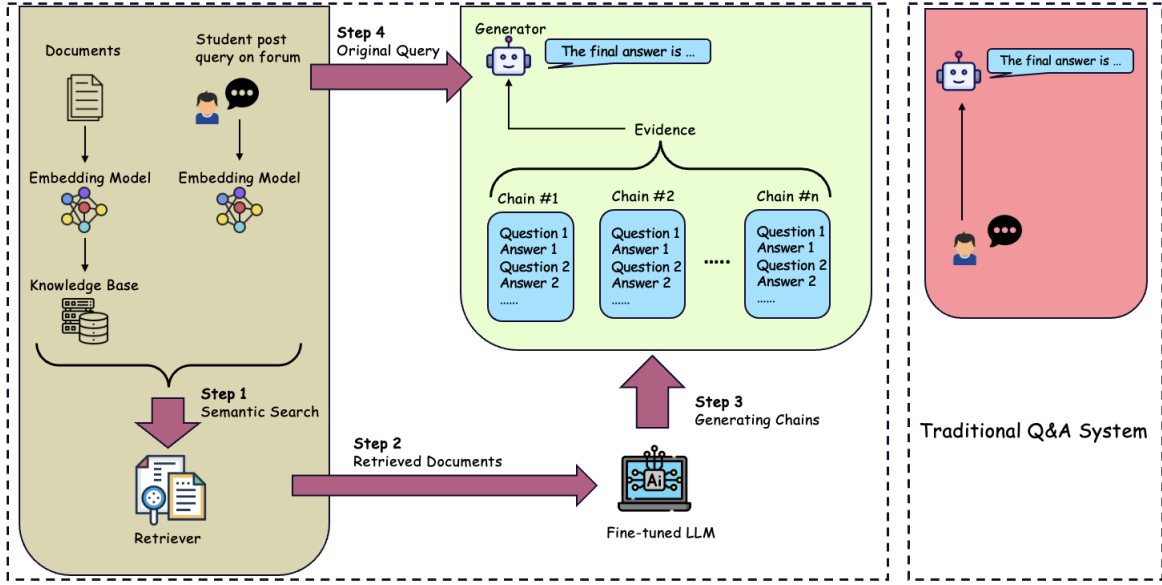 Documents
Student post
query on forum
Embedding Model
Embedding Model
Knowledge Base
Step 1
Semantic Search
Retriever
Step 2
Retrieved Documents
Fine-tuned LLM
Step 3
Generating Chains
Step 4
Original Query
Generator
The final answer is ...
Evidence
Chain #1
Question 1
Answer 1
Question 2
Answer 2
......
Chain #2
Question 1
Answer 1
Question 2
Answer 2
......
.....
Chain #n
Question 1
Answer 1
Question 2
Answer 2
......
The final answer is ...
Traditional Q&A System
Ai